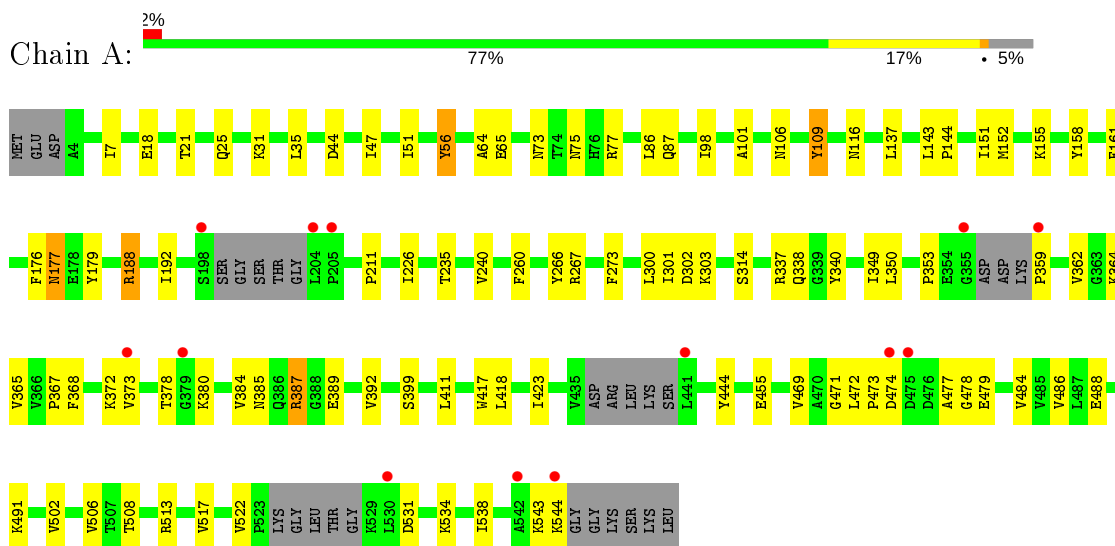 2%
Chain A:
77% 17% • 5%
MET GLU ASP A4 I7 E18 T21 Q25 K31 L35 D44 I47 I51 Y56 A64 E65 N73 T74 N75 H76 R77 L86 Q87 I98 A101 N106 Y109 N116 L137 L143 P144 I151 M152 K155 Y158 E161
F176 N177 E178 Y179 R188 I192 S198 SER GLY SER THR GLY L204 P205 P211 I226 T235 V240 F260 Y266 R267 F273 L300 I301 D302 K303 S314 R337 Q338 G339 Y340 I349 L350 P353 E354 G355 ASP ASP LYS P359 V362 G363 K364
V365 V366 P367 F368 K372 V373 T378 G379 K380 V384 N385 Q386 R387 G388 E389 V392 S399 L411 W417 L418 I423 V435 ASP ARG LEU LYS SER L441 Y444 E455 V469 A470 G471 L472 P473 D474 D475 D476 A477 G478 E479 V484 V485 V486 L487 E488
K491 V502 V506 T507 T508 R513 V517 V522 P523 LYS GLY LEU THR GLY K529 L530 D531 K534 I538 A542 K543 K544 GLY GLY LYS SER LYS LEU